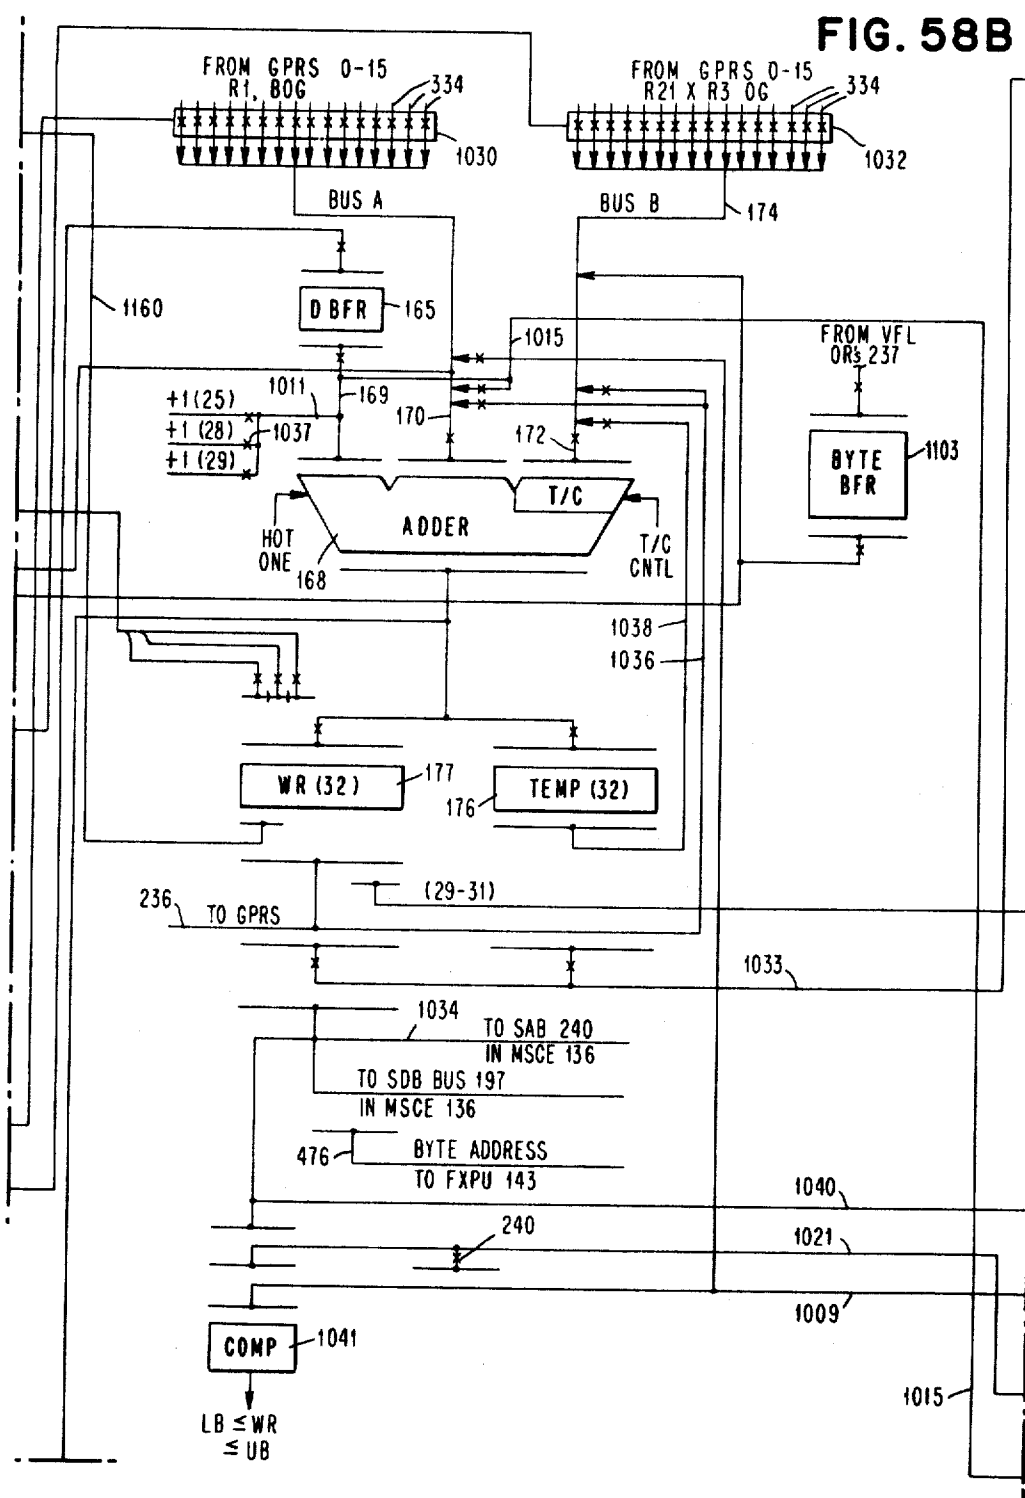 FIG. 58B
FROM GPRS 0-15
R1, BOG
334
FROM GPRS 0-15
R21 X R3 OG
334
1030
1032
BUS A
BUS B
174
1160
D BFR
165
1015
FROM VFL
OR's 237
+1(25)
1011
169
170
+1(28)
1037
172
+1(29)
BYTE
BFR
1103
T/C
ADDER
HOT
ONE
168
T/C
CNTL
1038
1036
WR(32)
177
176
TEMP(32)
(29-31)
236
TO GPRS
1033
1034
TO SAB 240
IN MSCE 136
TO SDB BUS 197
IN MSCE 136
476
BYTE ADDRESS
TO FXPU 143
1040
240
1021
1009
COMP
1041
1015
LB ≤ WR
≤ UB